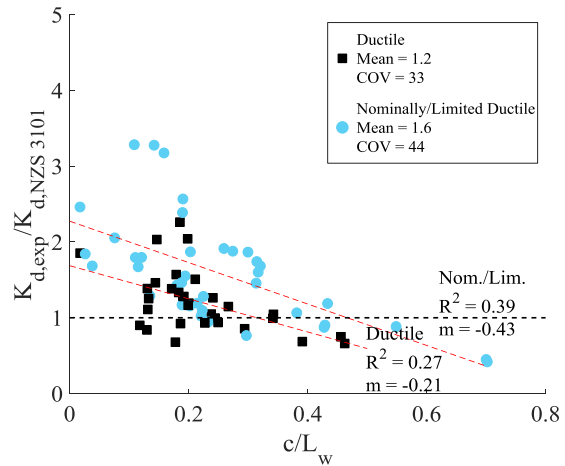 5
4
3
2
1
0
K_{d,exp}/K_{d,NZS 3101}
Ductile
Mean = 1.2
COV = 33
Nominally/Limited Ductile
Mean = 1.6
COV = 44
Nom./Lim.
R² = 0.39
m = -0.43
Ductile
R² = 0.27
m = -0.21
0 0.2 0.4 0.6 0.8
c/L_w